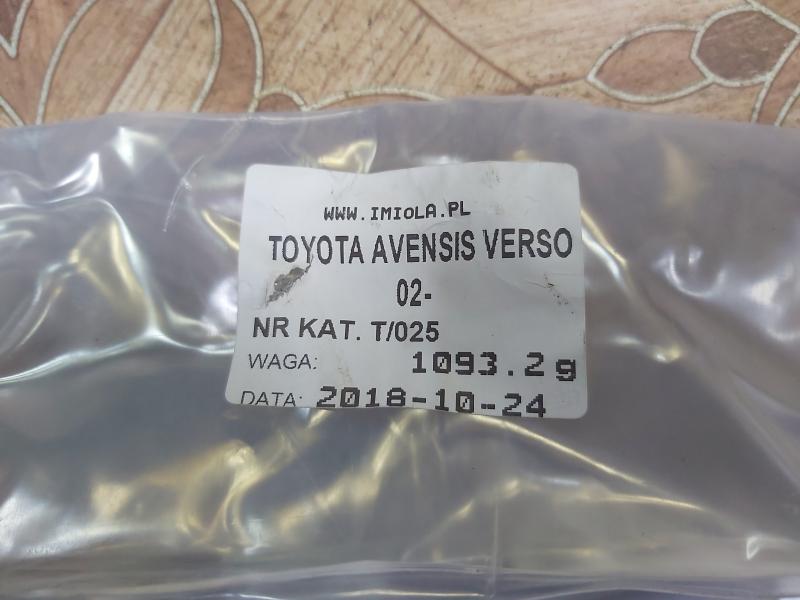 WWW.IMIOLA.PL
TOYOTA AVENSIS VERSO
02-
NR KAT. T/025
WAGA: 1093.2g
DATA: 2018-10-24